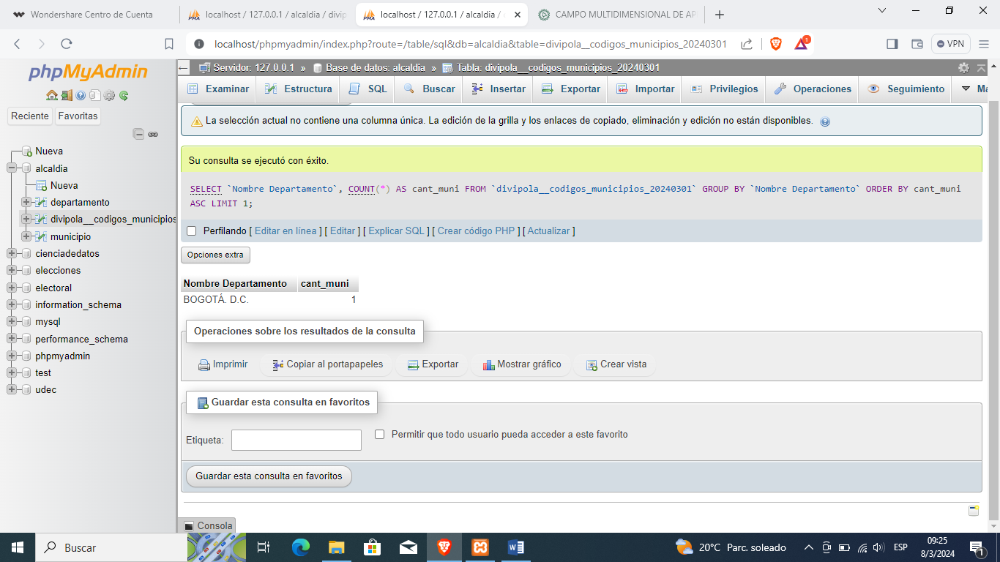 Wondershare Centro de Cuenta
localhost / 127.0.0.1 / alcaldia / divip
localhost / 127.0.0.1 / alcaldia /
CAMPO MULTIDIMENSIONAL DE AP
localhost/phpmyadmin/index.php?route=/table/sql&db=alcaldia&table=divipola__codigos_municipios_20240301
1
VPN
phpMyAdmin
Reciente
Favoritas
Nueva
alcaldia
Nueva
departamento
divipola__codigos_municipios
municipio
cienciadedatos
elecciones
electoral
information_schema
mysql
performance_schema
phpmyadmin
test
udec
Servidor: 127.0.0.1 » Base de datos: alcaldia » Tabla: divipola__codigos_municipios_20240301
Examinar
Estructura
SQL
Buscar
Insertar
Exportar
Importar
Privilegios
Operaciones
Seguimiento
Ma
La selección actual no contiene una columna única. La edición de la grilla y los enlaces de copiado, eliminación y edición no están disponibles.
Su consulta se ejecutó con éxito.
SELECT `Nombre Departamento`, COUNT(*) AS cant_muni FROM `divipola__codigos_municipios_20240301` GROUP BY `Nombre Departamento` ORDER BY cant_muni
ASC LIMIT 1;
Perfilando [ Editar en línea ] [ Editar ] [ Explicar SQL ] [ Crear código PHP ] [ Actualizar ]
Opciones extra
Nombre Departamento cant_muni
BOGOTÁ. D.C. 1
Operaciones sobre los resultados de la consulta
Imprimir
Copiar al portapapeles
Exportar
Mostrar gráfico
Crear vista
Guardar esta consulta en favoritos
Etiqueta:
Permitir que todo usuario pueda acceder a este favorito
Guardar esta consulta en favoritos
Consola
Buscar
20°C Parc. soleado
ESP
09:25
8/3/2024
1